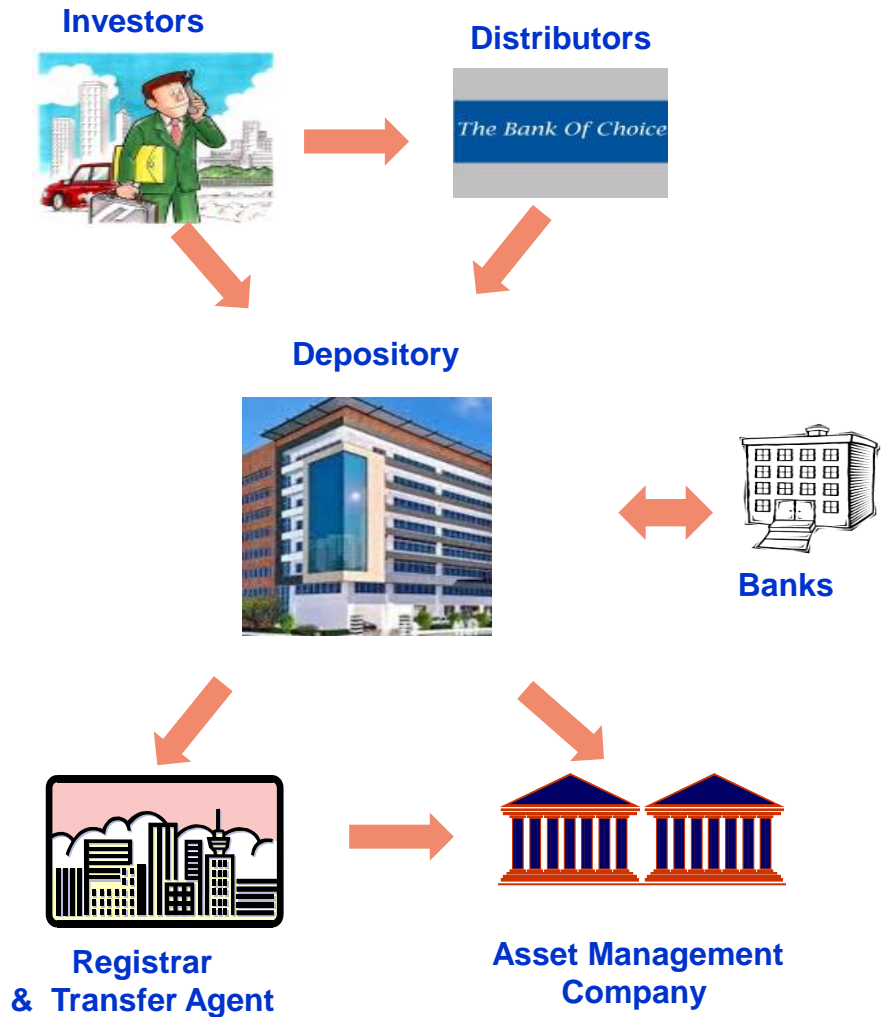 Investors
Distributors
The Bank Of Choice
Depository
Banks
Registrar
& Transfer Agent
Asset Management
Company